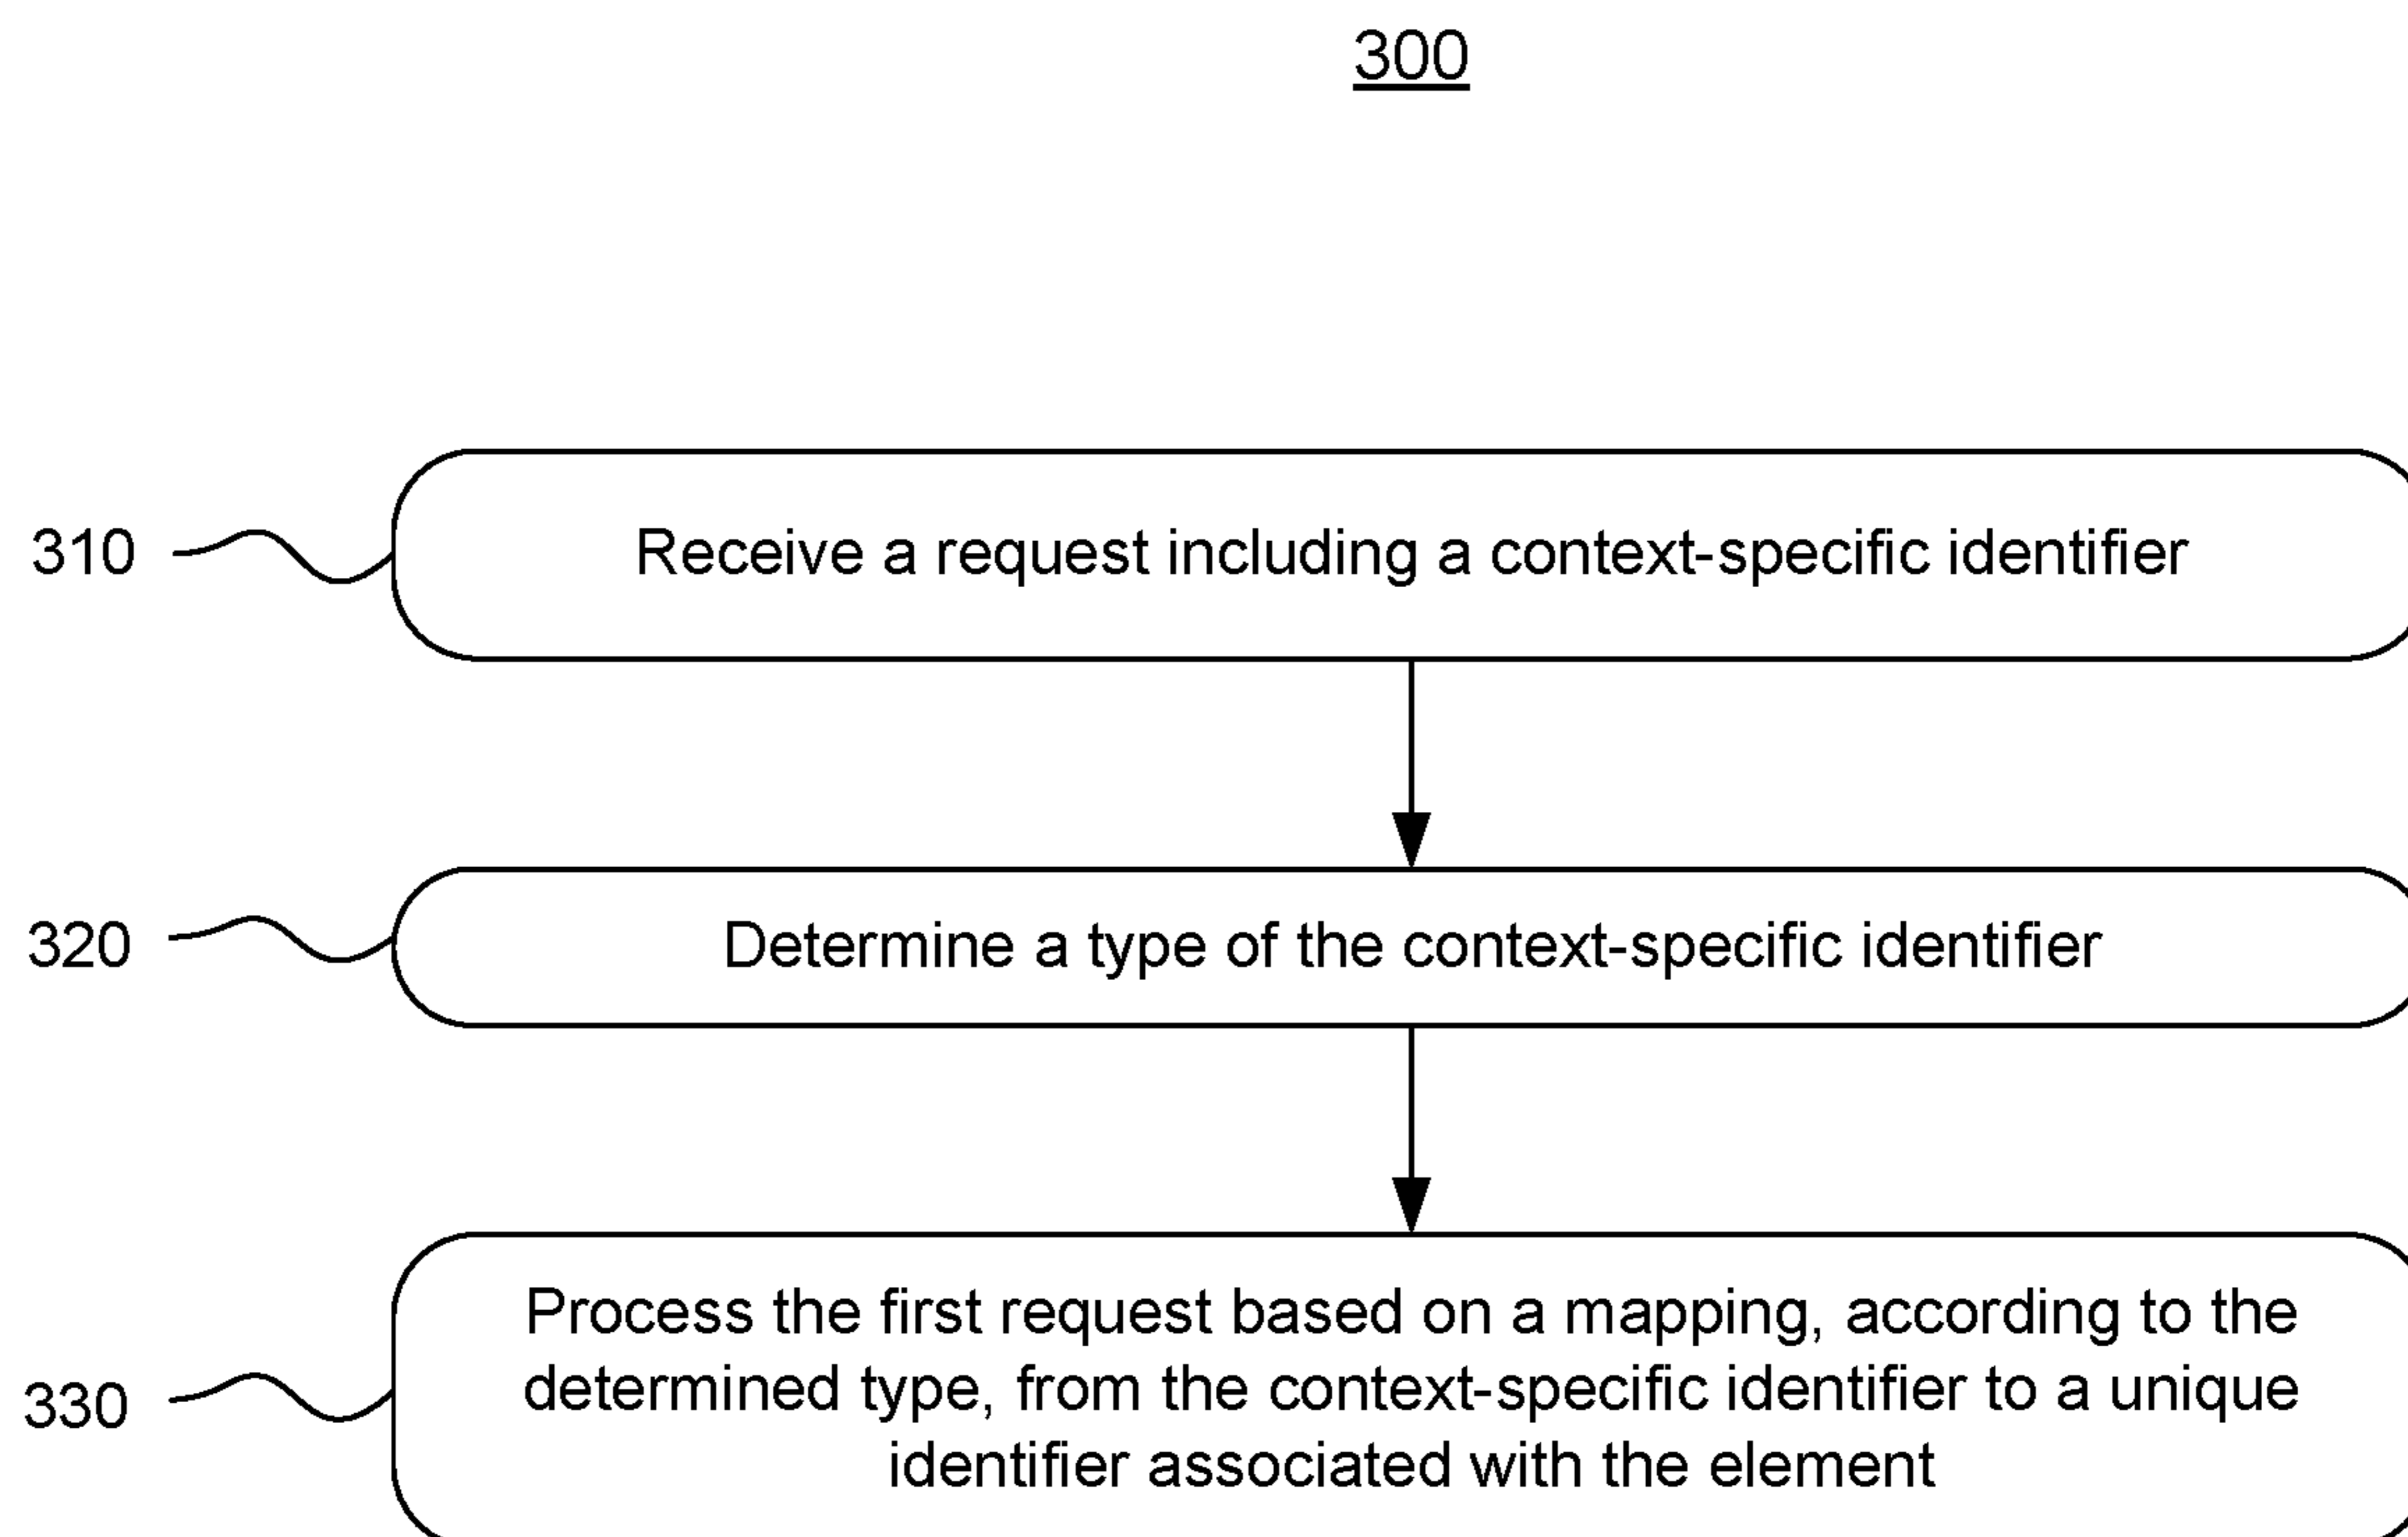 300
310
Receive a request including a context-specific identifier
320
Determine a type of the context-specific identifier
330
Process the first request based on a mapping, according to the
determined type, from the context-specific identifier to a unique
identifier associated with the element